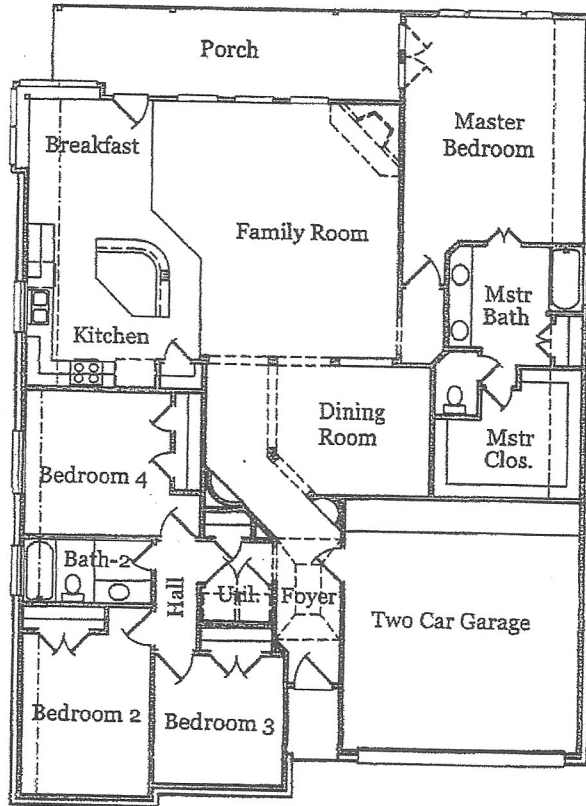 Porch
Breakfast
Master
Bedroom
Family Room
Mstr
Bath
Kitchen
Dining
Room
Mstr
Clos.
Bedroom 4
Bath-2
Hall
Util.
Foyer
Two Car Garage
Bedroom 2
Bedroom 3